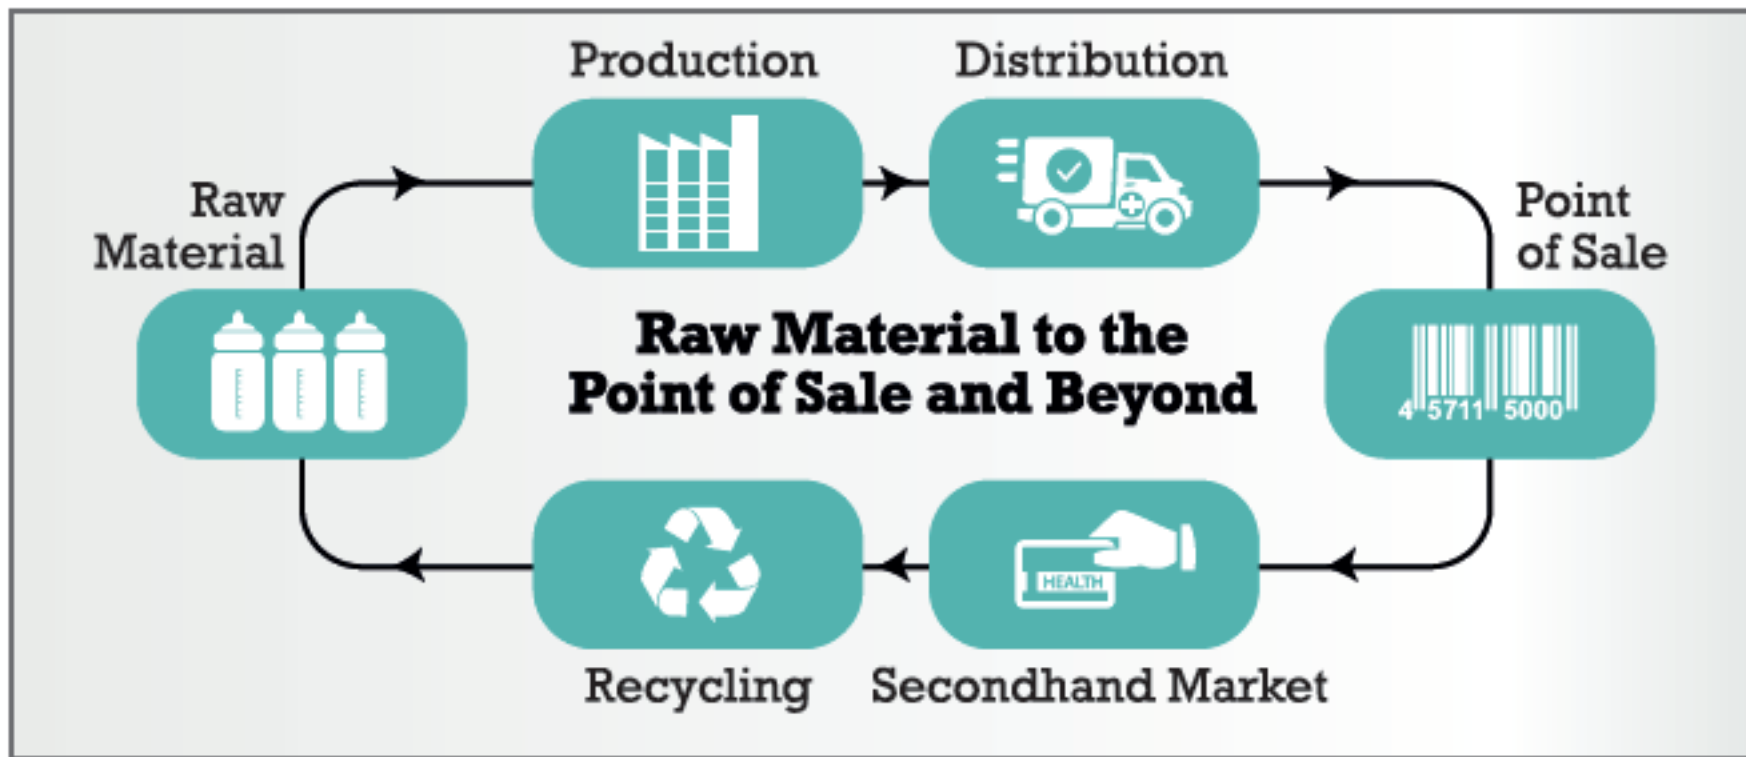 Production
Distribution
Raw
Material
Point
of Sale
Raw Material to the
Point of Sale and Beyond
4 5711 5000
HEALTH
Recycling
Secondhand Market